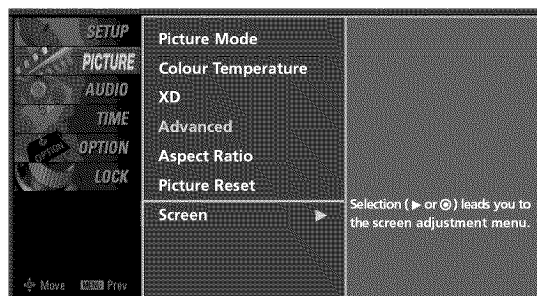 SETUP
PICTURE
AUDIO
TIME
OPTION
LOCK
Move MENU Prev
Picture Mode
Colour Temperature
XD
Advanced
Aspect Ratio
Picture Reset
Screen ▶
Selection ( ▶ or ◉ ) leads you to
the screen adjustment menu.
OPTION